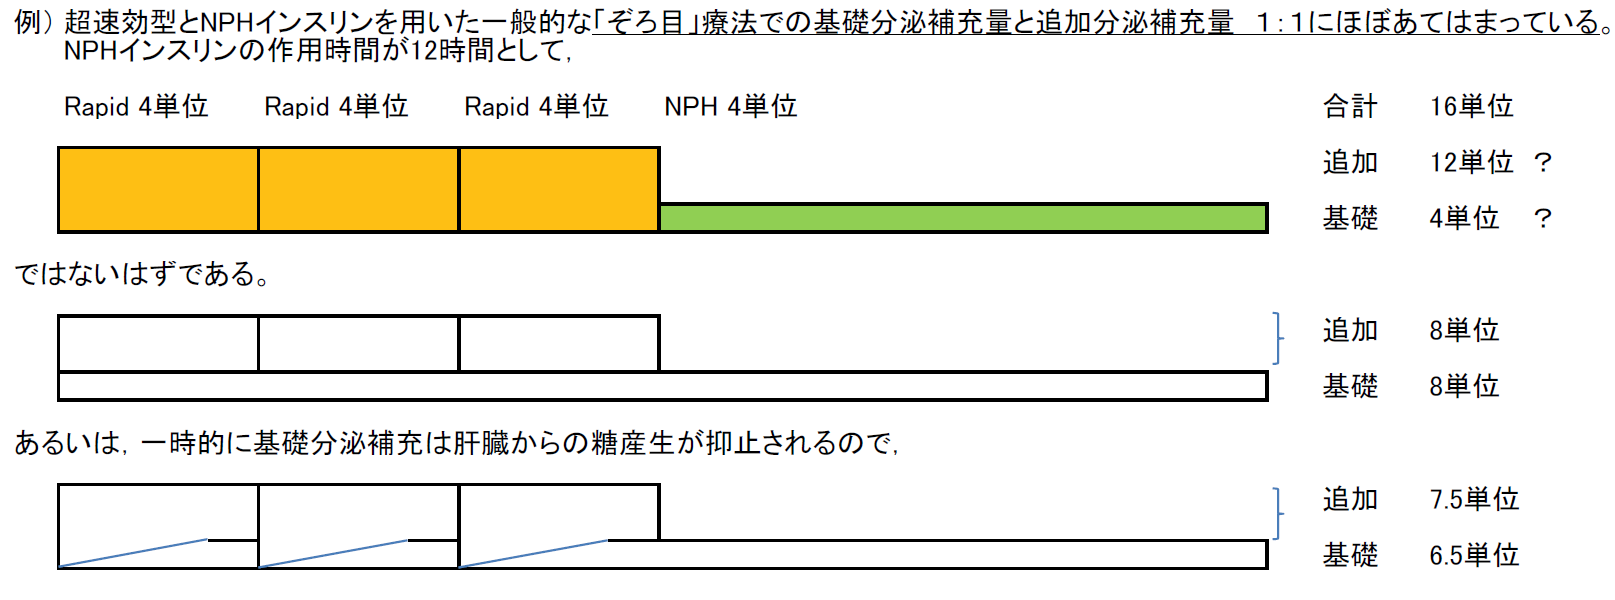 例） 超速効型とNPHインスリンを用いた一般的な「ぞろ目」療法での基礎分泌補充量と追加分泌補充量　１：１にほぼあてはまっている。
NPHインスリンの作用時間が12時間として，
Rapid 4単位　Rapid 4単位　Rapid 4単位　NPH 4単位　合計　16単位
追加　12単位　？
基礎　4単位　？
ではないはずである。
追加　8単位
基礎　8単位
あるいは，一時的に基礎分泌補充は肝臓からの糖産生が抑止されるので，
追加　7.5単位
基礎　6.5単位